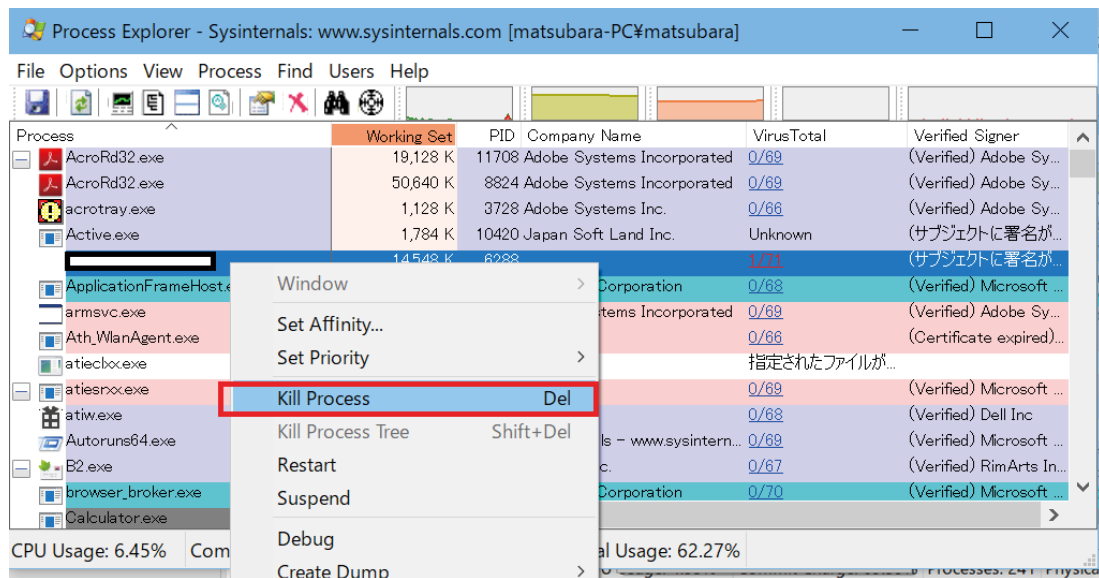 Process Explorer - Sysinternals: www.sysinternals.com [matsubara-PC¥matsubara]
File Options View Process Find Users Help
Process Working Set PID Company Name VirusTotal Verified Signer
AcroRd32.exe 19,128 K 11708 Adobe Systems Incorporated 0/69 (Verified) Adobe Sy...
AcroRd32.exe 50,640 K 8824 Adobe Systems Incorporated 0/69 (Verified) Adobe Sy...
acrotray.exe 1,128 K 3728 Adobe Systems Inc. 0/66 (Verified) Adobe Sy...
Active.exe 1,784 K 10420 Japan Soft Land Inc. Unknown (サブジェクトに署名が...
14,548 K 6288 1/71 (サブジェクトに署名が...
ApplicationFrameHost.e Corporation 0/68 (Verified) Microsoft ...
armsvc.exe tems Incorporated 0/69 (Verified) Adobe Sy...
Ath_WlanAgent.exe 0/66 (Certificate expired)...
atieclxx.exe 指定されたファイルが...
atiesrxx.exe 0/69 (Verified) Microsoft ...
atiw.exe 0/68 (Verified) Dell Inc
Autoruns64.exe ls - www.sysintern... 0/69 (Verified) Microsoft ...
B2.exe c. 0/67 (Verified) RimArts In...
browser_broker.exe Corporation 0/70 (Verified) Microsoft ...
Calculator.exe
Window
Set Affinity...
Set Priority
Kill Process Del
Kill Process Tree Shift+Del
Restart
Suspend
Debug
Create Dump
CPU Usage: 6.45% Com al Usage: 62.27%
Processes: 241 Physica